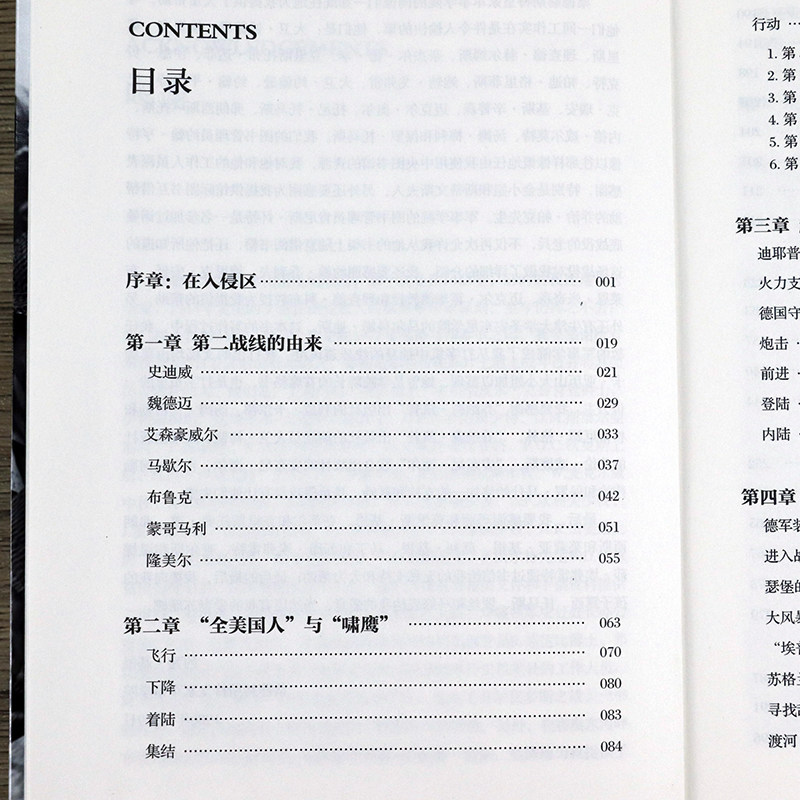 CONTENTS
目录
序章：在入侵区 001
第一章 第二战线的由来 019
史迪威 021
魏德迈 029
艾森豪威尔 033
马歇尔 037
布鲁克 042
蒙哥马利 051
隆美尔 055
第二章 “全美国人”与“啸鹰” 063
飞行 070
下降 080
着陆 083
集结 084
行动
1. 第
2. 第
3. 第
4. 第
5. 第
6. 第
第三章
迪耶普
火力支
德国守
炮击
前进
登陆
内陆
第四章
德军装
进入战
瑟堡的
大风暴
“埃普
苏格兰
寻找敌
渡河